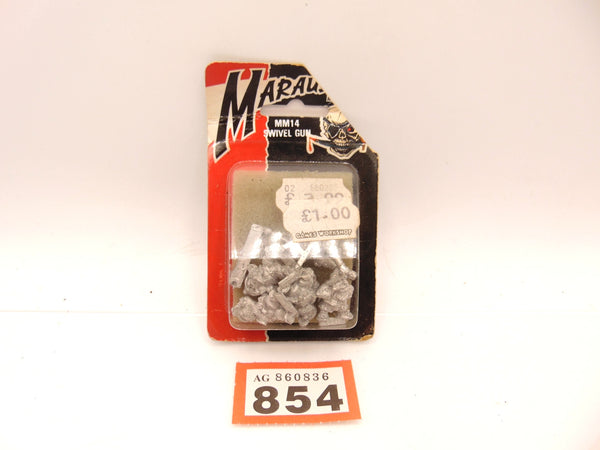 MM14
SWIVEL GUN
£1.00
GAMES WORKSHOP
AG 860836
854